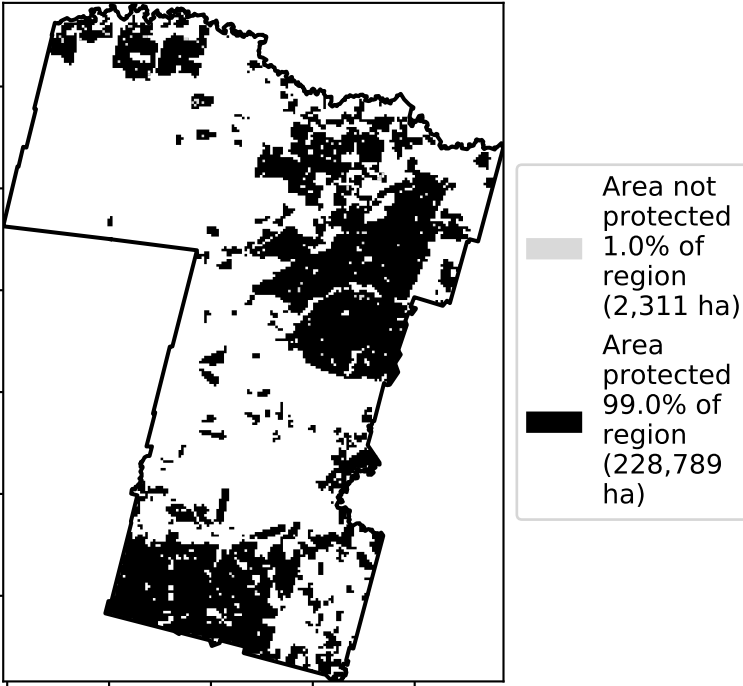 Area not
protected
1.0% of
region
(2,311 ha)
Area
protected
99.0% of
region
(228,789
ha)